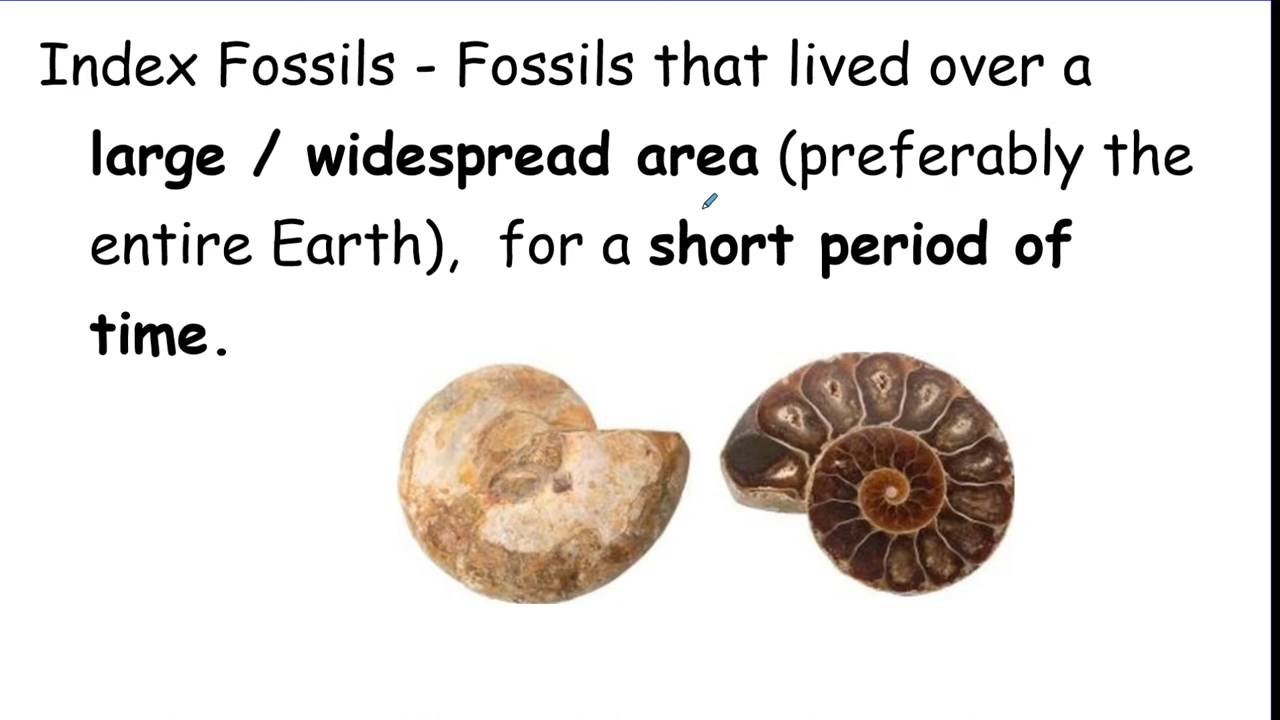 Index Fossils - Fossils that lived over a
large / widespread area (preferably the
entire Earth), for a short period of
time.